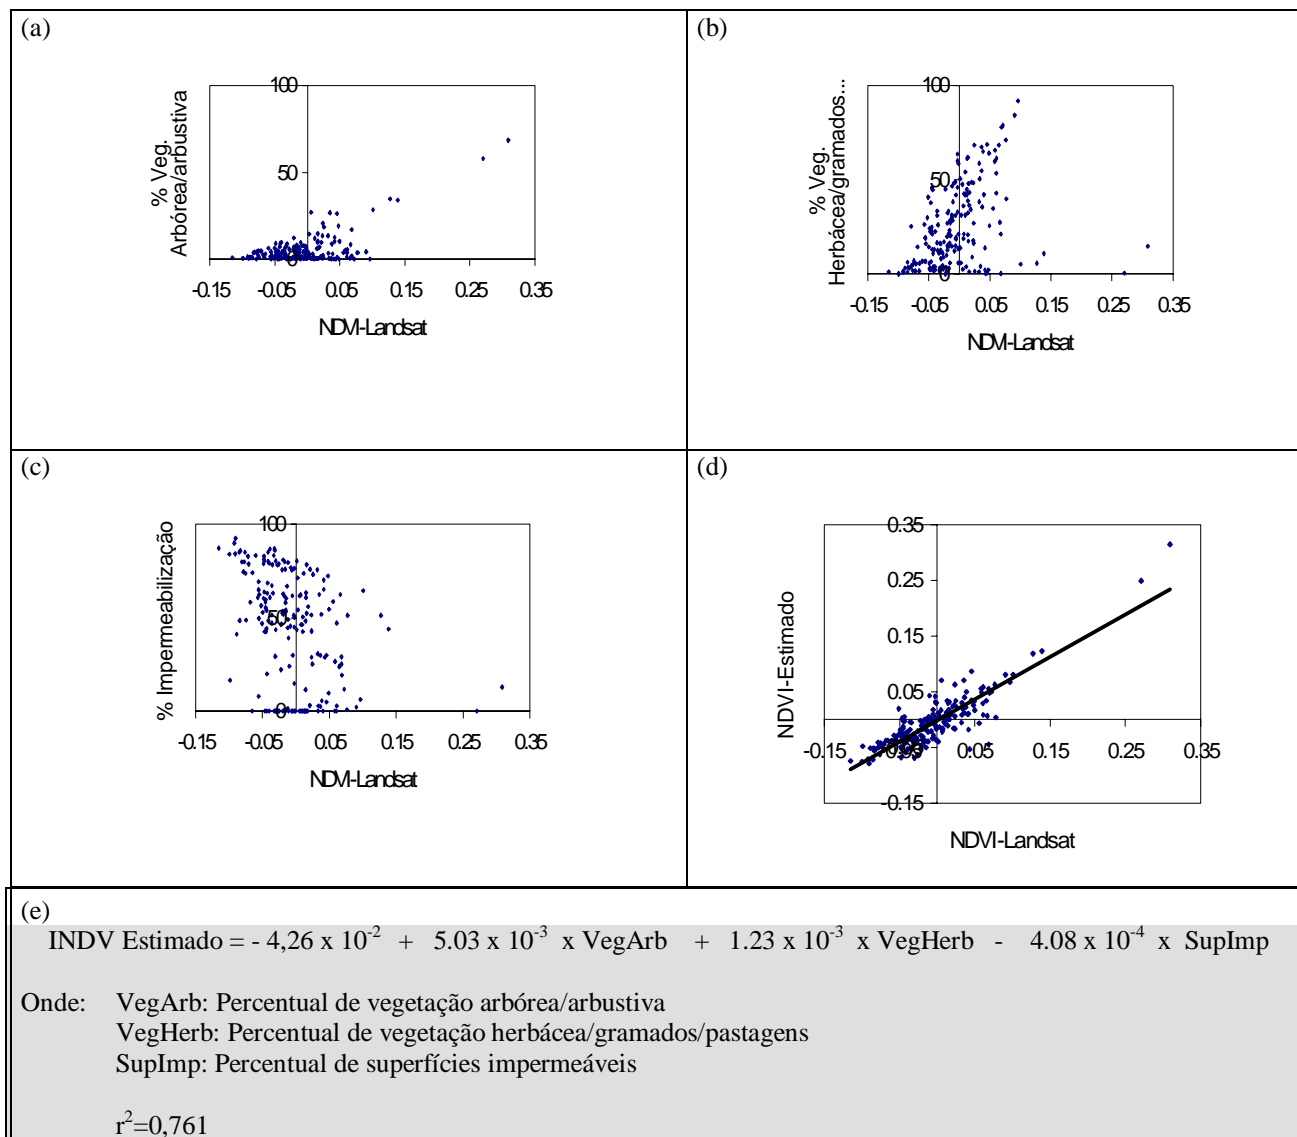 (a)
% Veg.
Arbórea/arbustiva
100
50
0
-0.15 -0.05 0.05 0.15 0.25 0.35
NDVI-Landsat
(b)
% Veg.
Herbácea/gramados...
100
50
0
-0.15 -0.05 0.05 0.15 0.25 0.35
NDVI-Landsat
(c)
% Impermeabilização
100
50
0
-0.15 -0.05 0.05 0.15 0.25 0.35
NDVI-Landsat
(d)
NDVI-Estimado
0.35
0.25
0.15
0.05
-0.05
-0.15
-0.15 -0.05 0.05 0.15 0.25 0.35
NDVI-Landsat
(e)
INDV Estimado = - 4,26 x 10^-2 + 5.03 x 10^-3 x VegArb + 1.23 x 10^-3 x VegHerb - 4.08 x 10^-4 x SupImp
Onde: VegArb: Percentual de vegetação arbórea/arbustiva
VegHerb: Percentual de vegetação herbácea/gramados/pastagens
SupImp: Percentual de superfícies impermeáveis
r^2=0,761